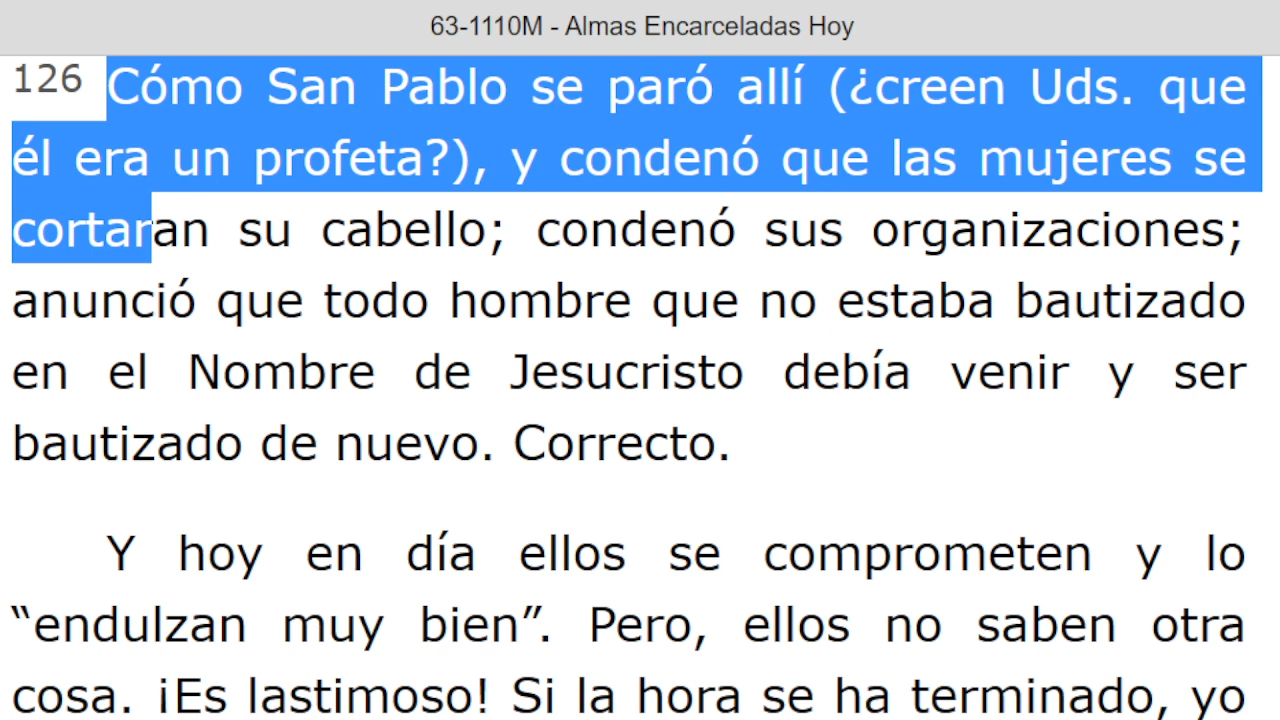 63-1110M - Almas Encarceladas Hoy
126 Cómo San Pablo se paró allí (¿creen Uds. que
él era un profeta?), y condenó que las mujeres se
cortaran su cabello; condenó sus organizaciones;
anunció que todo hombre que no estaba bautizado
en el Nombre de Jesucristo debía venir y ser
bautizado de nuevo. Correcto.
Y hoy en día ellos se comprometen y lo
“endulzan muy bien”. Pero, ellos no saben otra
cosa. ¡Es lastimoso! Si la hora se ha terminado, yo